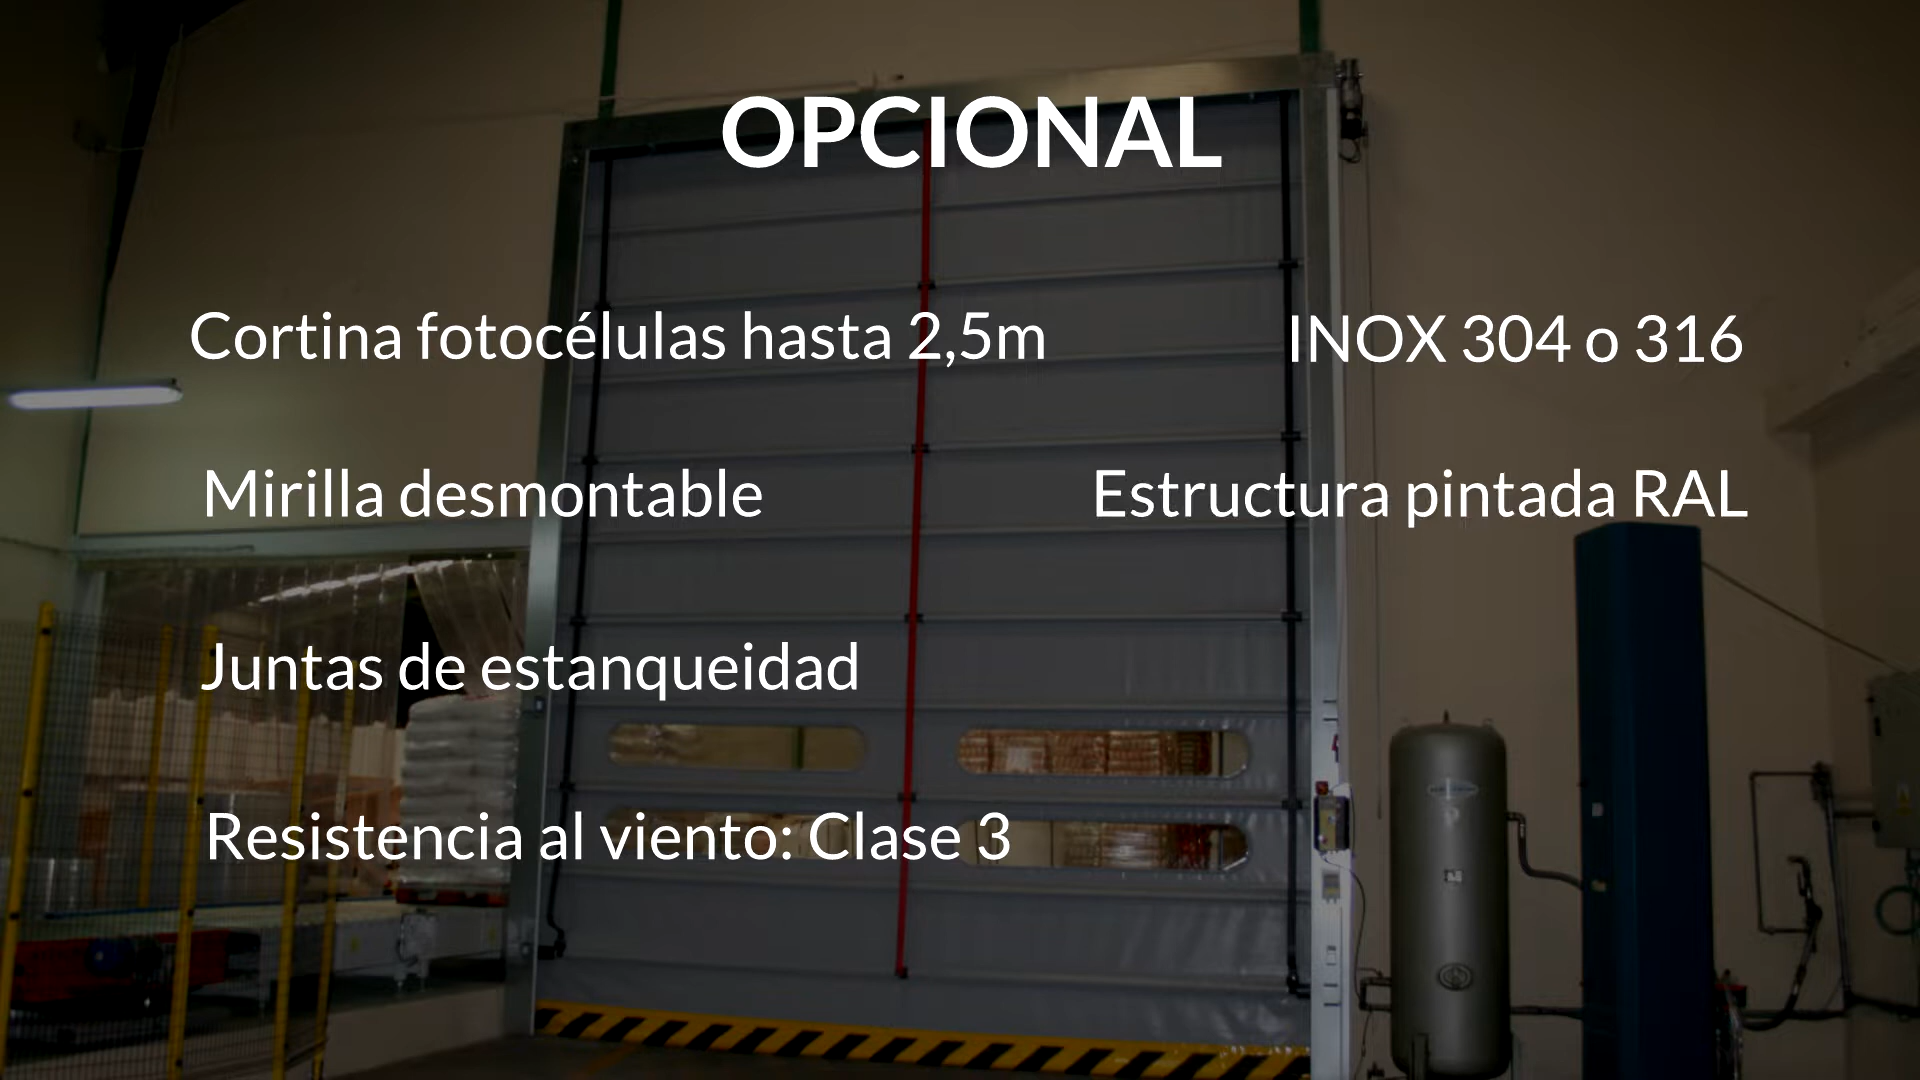 OPCIONAL
Cortina fotocélulas hasta 2,5m
INOX 304 o 316
Mirilla desmontable
Estructura pintada RAL
Juntas de estanqueidad
Resistencia al viento: Clase 3